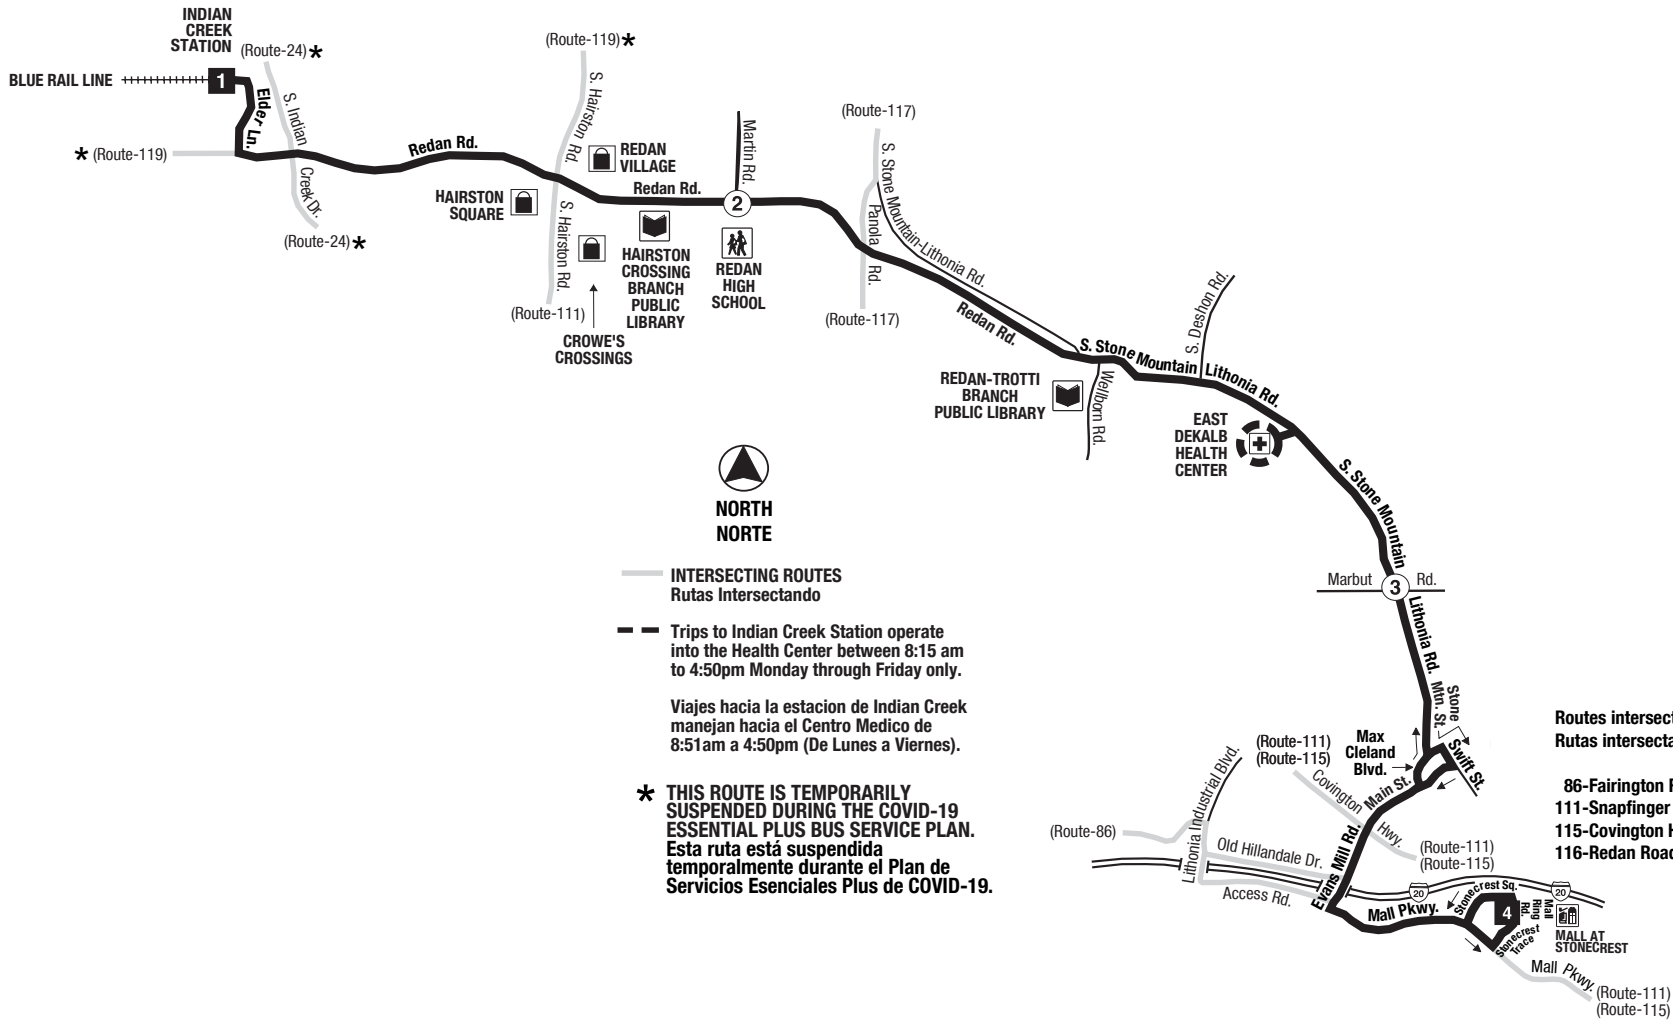 INDIAN
CREEK
STATION
(Route-24)*
BLUE RAIL LINE
1
Elder Ln.
S. Indian
Creek Dr.
* (Route-119)
(Route-24)*
Redan Rd.
(Route-119)*
S. Hairston Rd.
REDAN
VILLAGE
HAIRSTON
SQUARE
S. Hairston Rd.
(Route-111)
CROWE'S
CROSSINGS
Redan Rd.
HAIRSTON
CROSSING
BRANCH
PUBLIC
LIBRARY
Martin Rd.
2
REDAN
HIGH
SCHOOL
(Route-117)
S. Stone Mountain-Lithonia Rd.
Panola Rd.
(Route-117)
Redan Rd.
S. Stone Mountain Lithonia Rd.
S. Deshon Rd.
REDAN-TROTTI
BRANCH
PUBLIC LIBRARY
Wellborn Rd.
EAST
DEKALB
HEALTH
CENTER
S. Stone Mountain
Marbut
3
Rd.
Lithonia Rd.
NORTH
NORTE
INTERSECTING ROUTES
Rutas Intersectando
Trips to Indian Creek Station operate
into the Health Center between 8:15 am
to 4:50pm Monday through Friday only.
Viajes hacia la estacion de Indian Creek
manejan hacia el Centro Medico de
8:51am a 4:50pm (De Lunes a Viernes).
* THIS ROUTE IS TEMPORARILY
SUSPENDED DURING THE COVID-19
ESSENTIAL PLUS BUS SERVICE PLAN.
Esta ruta está suspendida
temporalmente durante el Plan de
Servicios Esenciales Plus de COVID-19.
Stone
Mtn. St.
Swift St.
Max
Cleland
Blvd.
Main St.
(Route-111)
(Route-115)
Covington
Hwy.
(Route-111)
(Route-115)
Lithonia Industrial Blvd.
(Route-86)
Old Hillandale Dr.
Access Rd.
Evans Mill Rd.
20
20
Mall Pkwy.
Stonecrest Sq.
4
Mall
Ring
Rd.
Stonecrest
Trace
MALL AT
STONECREST
Mall Pkwy.
(Route-111)
(Route-115)
Routes intersect
Rutas intersecta
86-Fairington
111-Snapfinger
115-Covington H
116-Redan Road